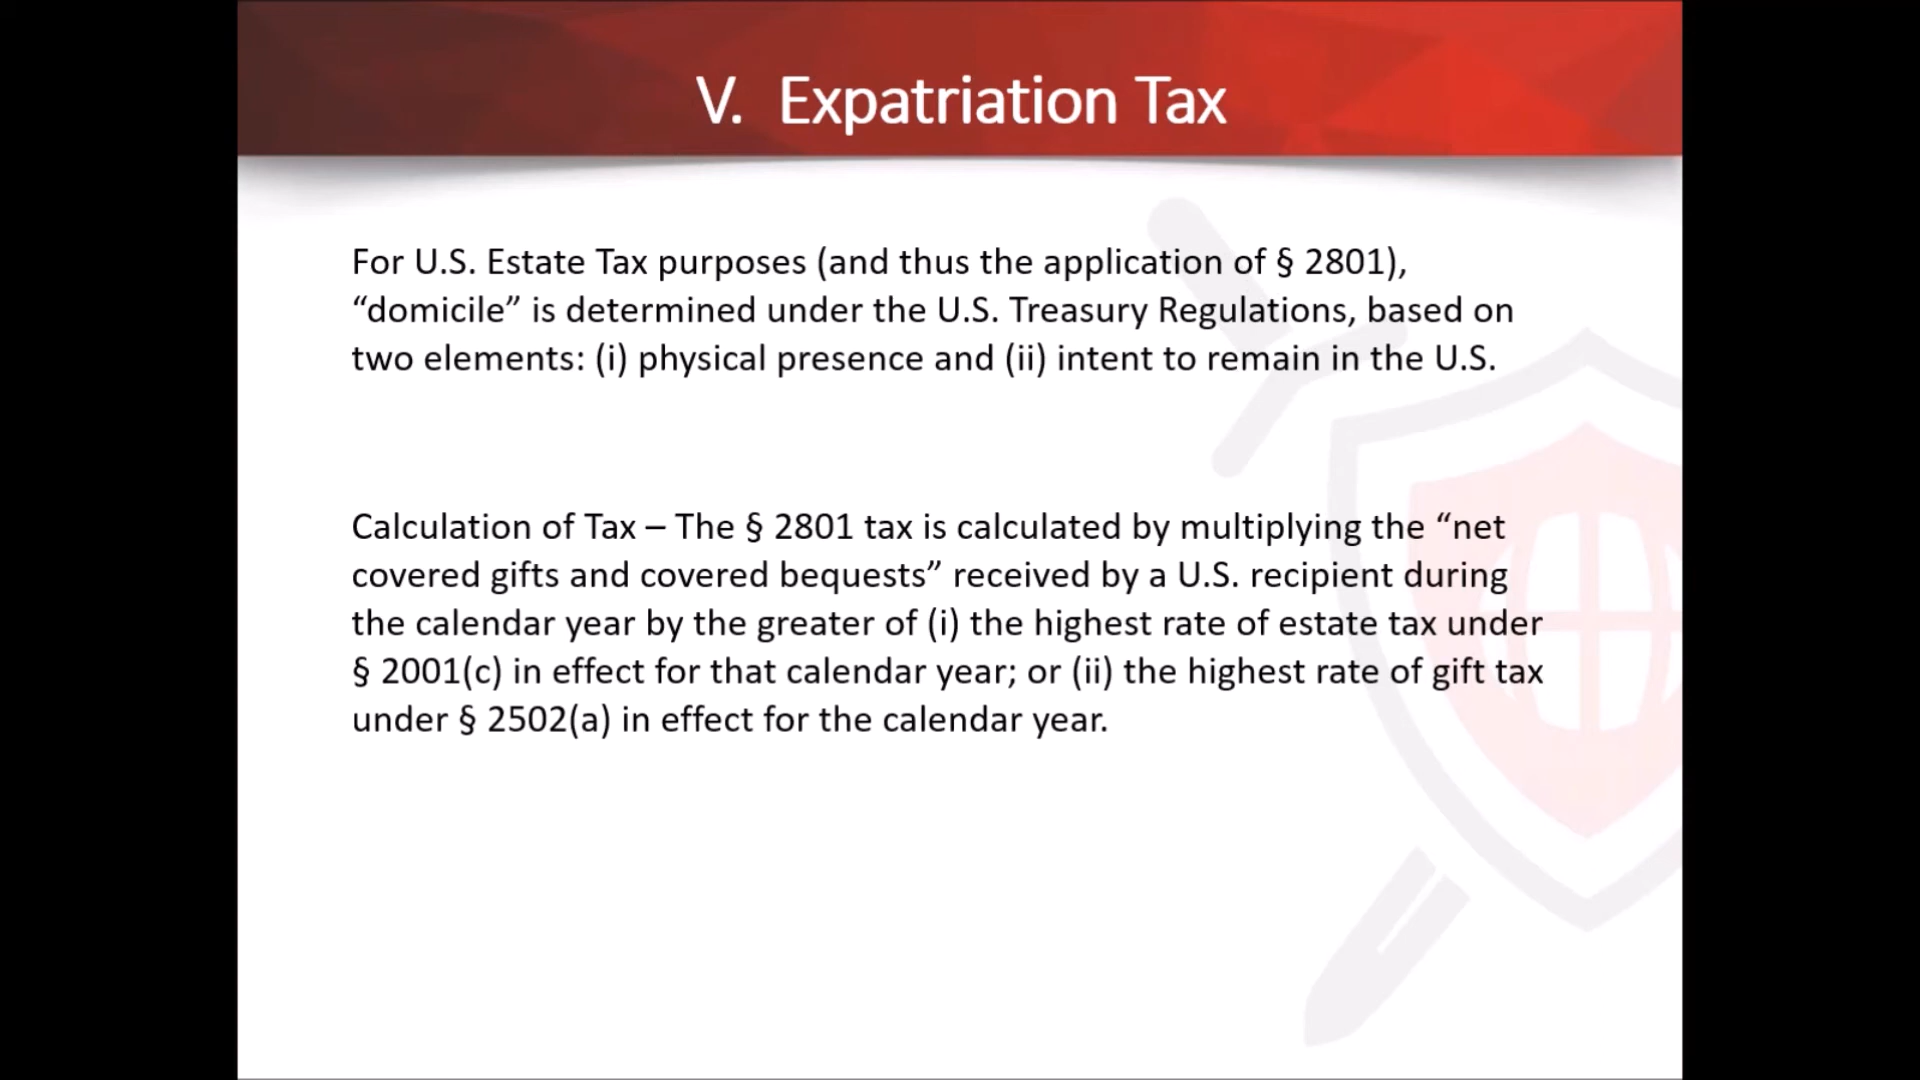 V. Expatriation Tax
For U.S. Estate Tax purposes (and thus the application of § 2801),
“domicile” is determined under the U.S. Treasury Regulations, based on
two elements: (i) physical presence and (ii) intent to remain in the U.S.
Calculation of Tax – The § 2801 tax is calculated by multiplying the “net
covered gifts and covered bequests” received by a U.S. recipient during
the calendar year by the greater of (i) the highest rate of estate tax under
§ 2001(c) in effect for that calendar year; or (ii) the highest rate of gift tax
under § 2502(a) in effect for the calendar year.